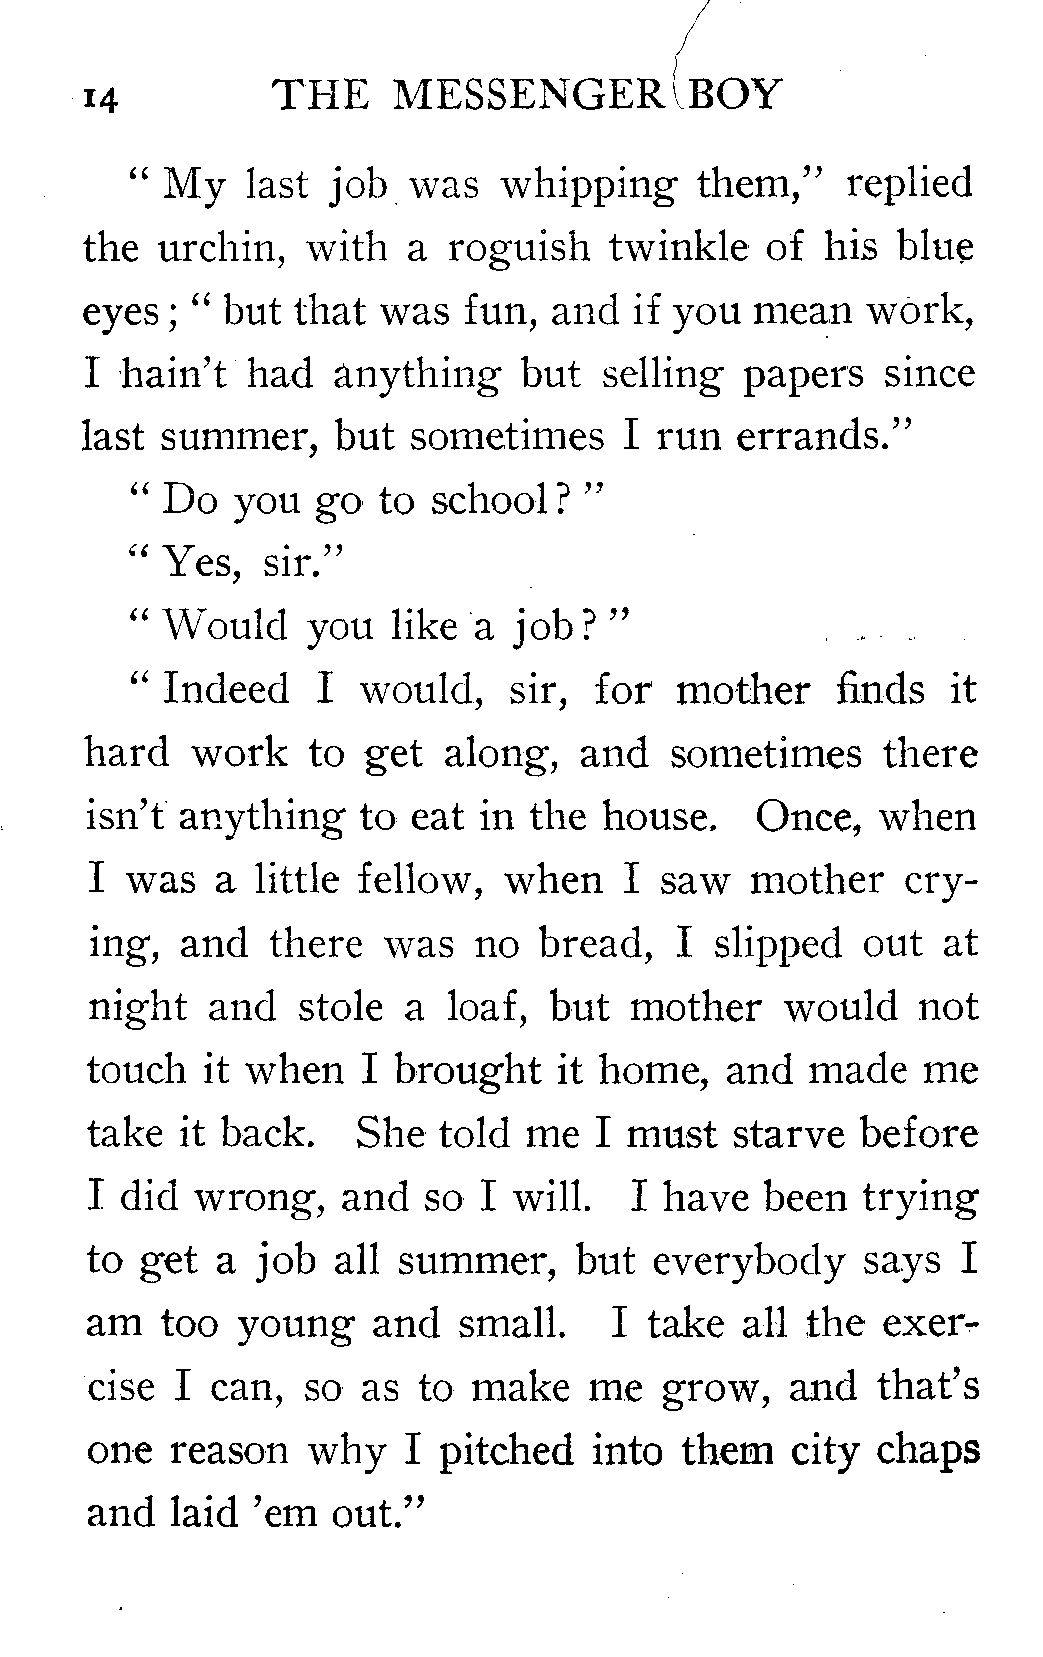 14 THE MESSENGER BOY
“ My last job was whipping them,” replied
the urchin, with a roguish twinkle of his blue
eyes ; “ but that was fun, and if you mean work,
I hain't had anything but selling papers since
last summer, but sometimes I run errands.”
“ Do you go to school ? ”
“ Yes, sir.”
“ Would you like a job ? ”
“ Indeed I would, sir, for mother finds it
hard work to get along, and sometimes there
isn't anything to eat in the house. Once, when
I was a little fellow, when I saw mother cry-
ing, and there was no bread, I slipped out at
night and stole a loaf, but mother would not
touch it when I brought it home, and made me
take it back. She told me I must starve before
I did wrong, and so I will. I have been trying
to get a job all summer, but everybody says I
am too young and small. I take all the exer-
cise I can, so as to make me grow, and that's
one reason why I pitched into them city chaps
and laid 'em out.”